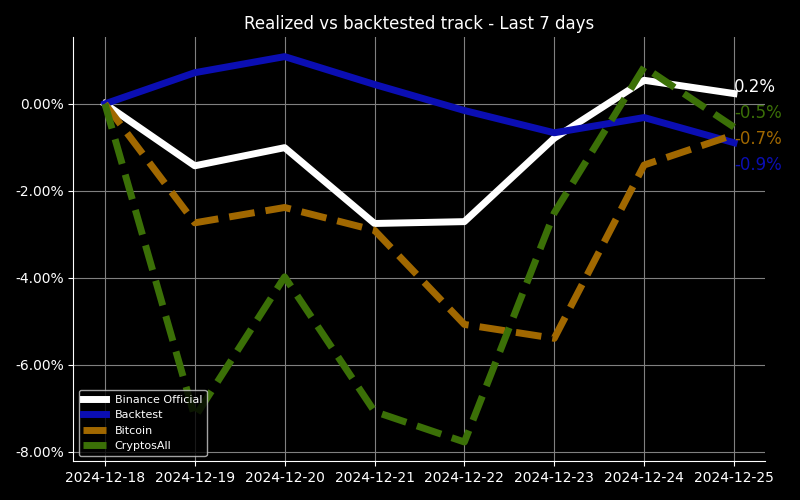 Realized vs backtested track - Last 7 days
0.00%
-2.00%
-4.00%
-6.00%
-8.00%
0.2%
-0.5%
-0.7%
-0.9%
Binance Official
Backtest
Bitcoin
CryptosAll
2024-12-18 2024-12-19 2024-12-20 2024-12-21 2024-12-22 2024-12-23 2024-12-24 2024-12-25